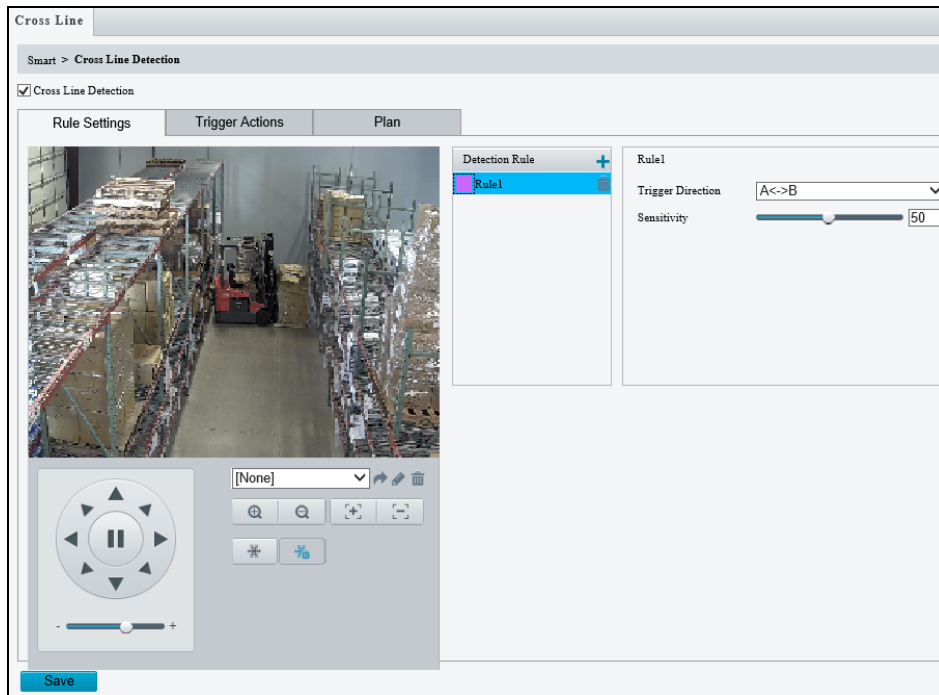 Cross Line
Smart > Cross Line Detection
Cross Line Detection
Rule Settings Trigger Actions Plan
Detection Rule +
Rule1
Rule1
Trigger Direction A<->B
Sensitivity 50
[None]
- +
Save